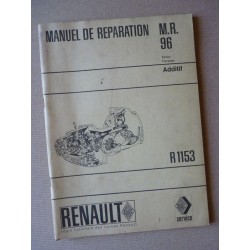 MANUEL DE REPARATION M.R.
96
Additif
R1153
RENAULT